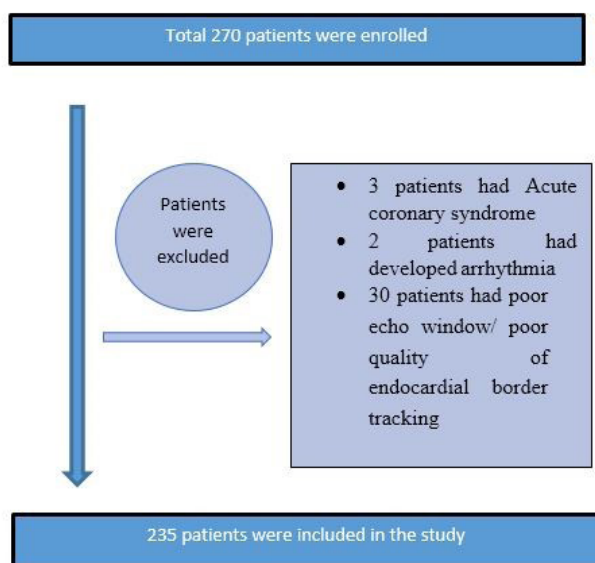 Total 270 patients were enrolled
Patients
were
excluded
• 3 patients had Acute
coronary syndrome
• 2 patients had
developed arrhythmia
• 30 patients had poor
echo window/ poor
quality of
endocardial border
tracking
235 patients were included in the study